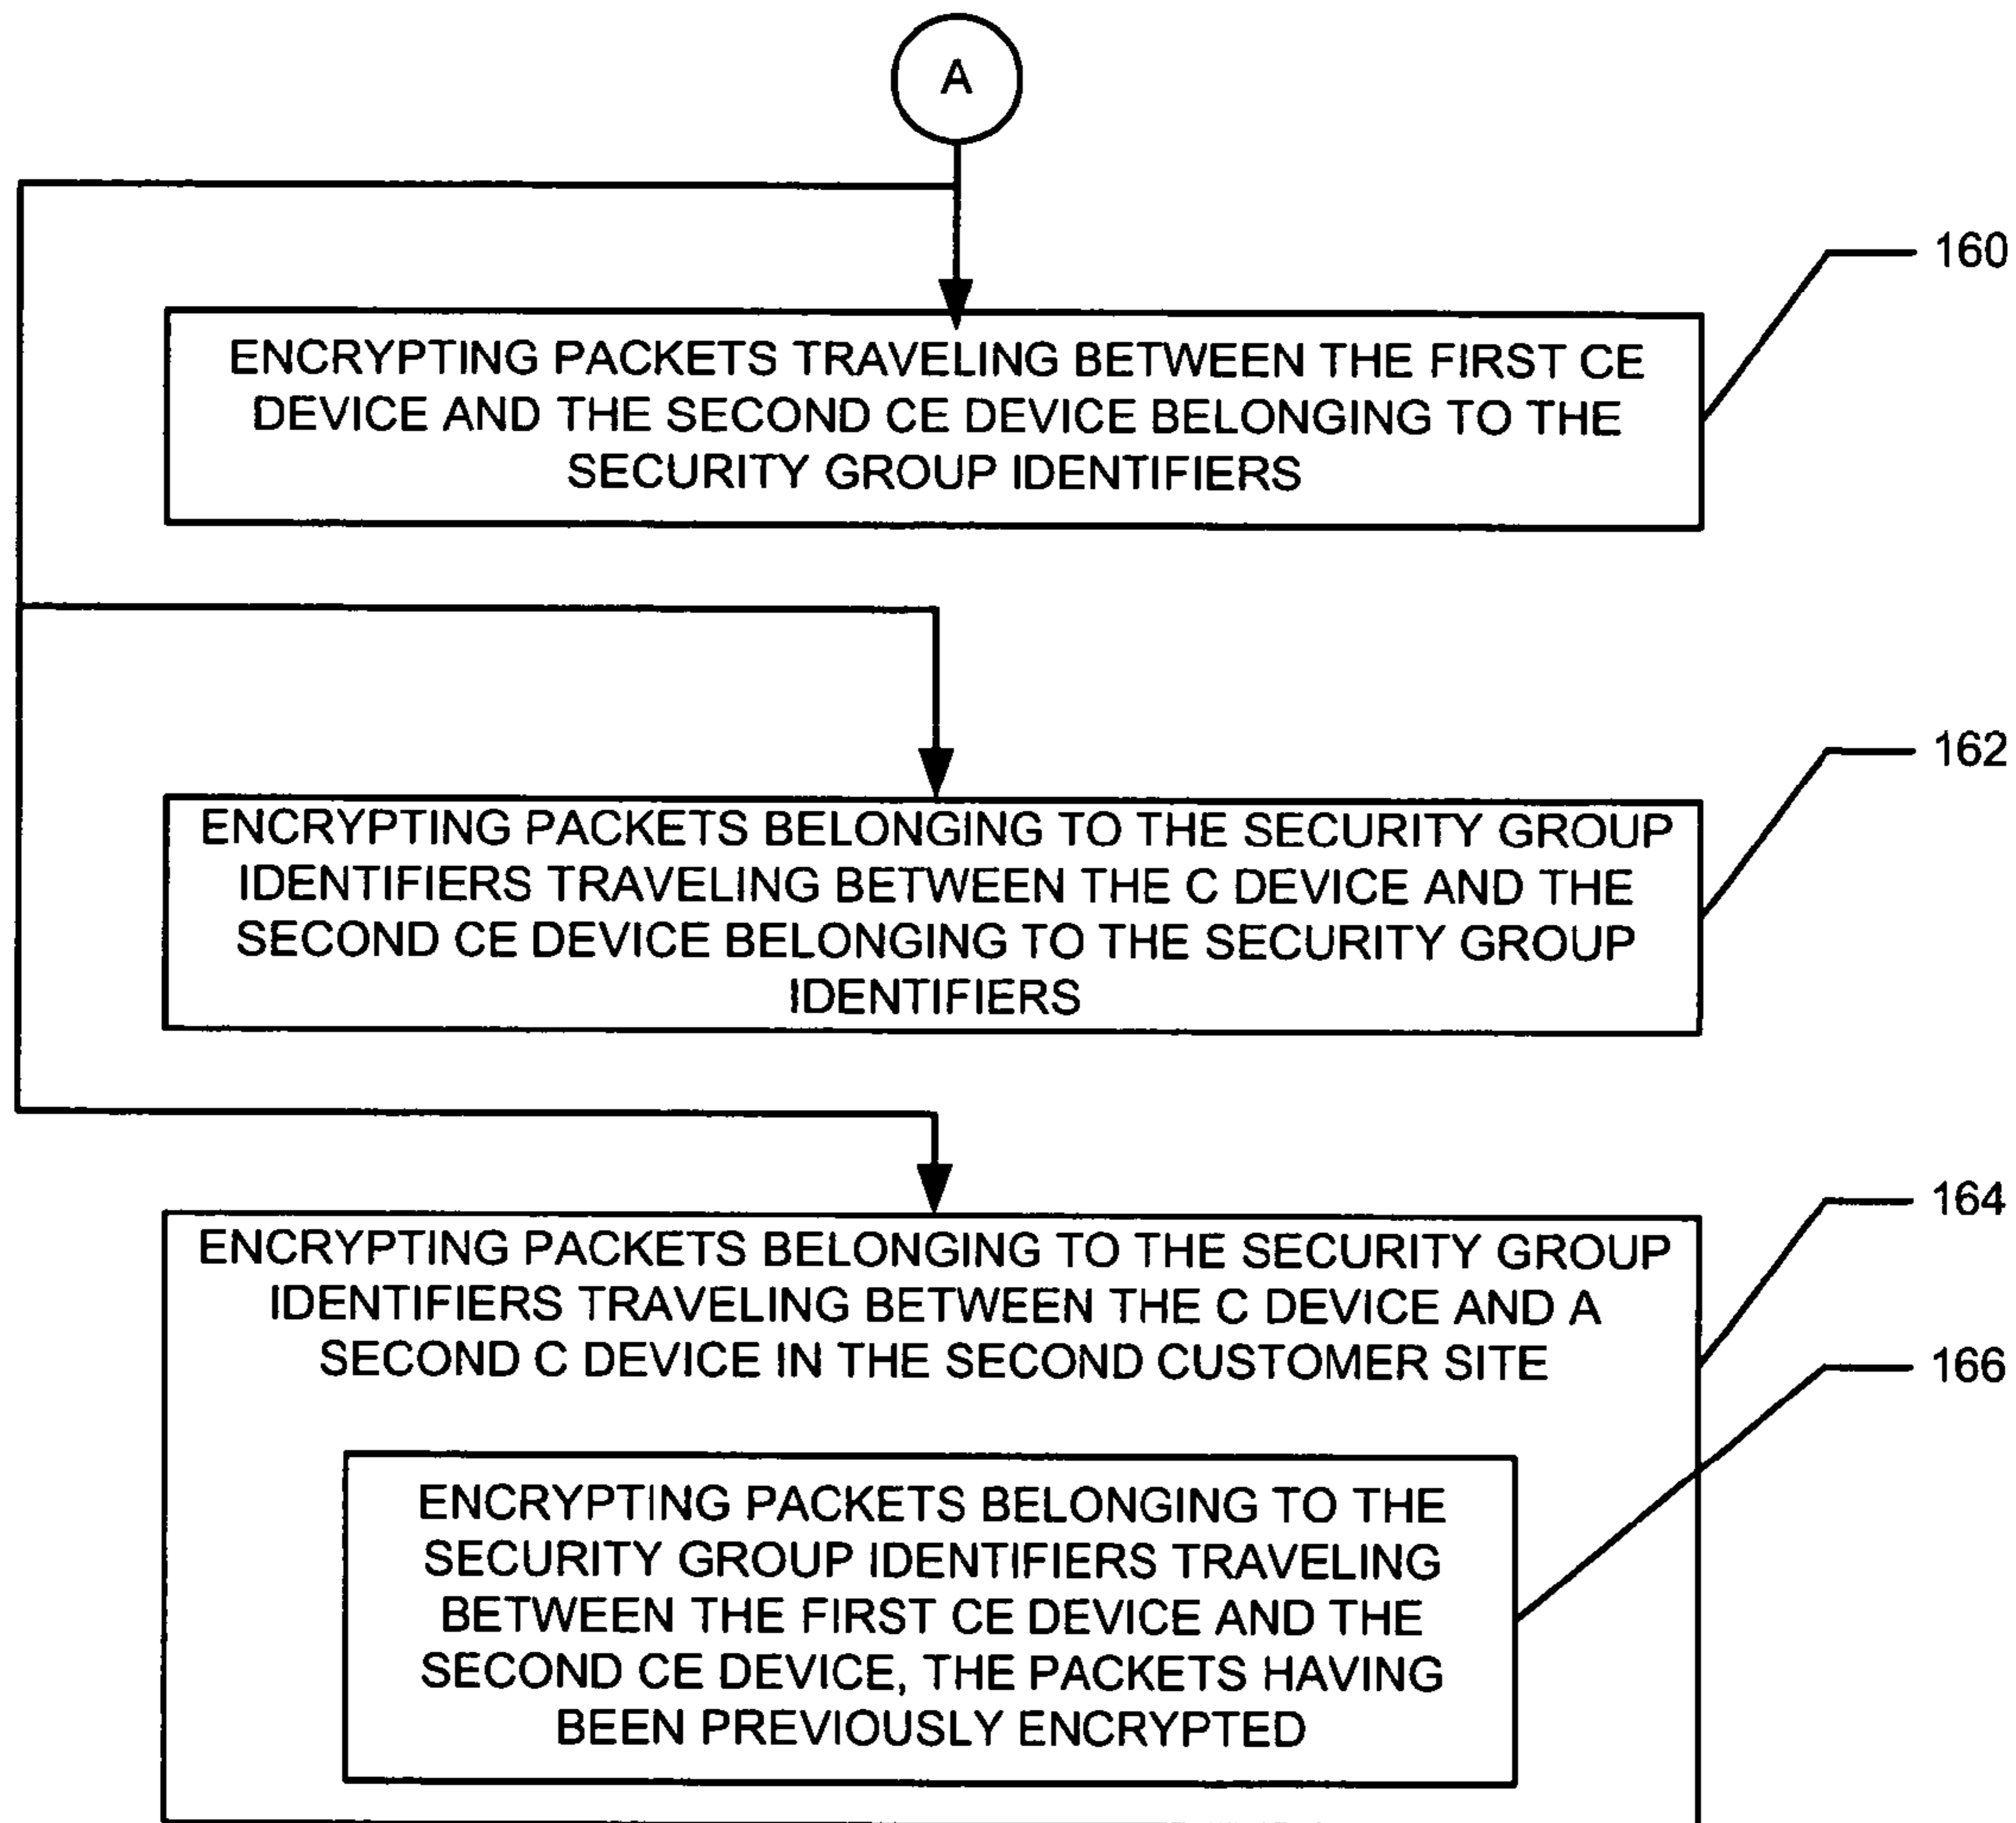 A
160
ENCRYPTING PACKETS TRAVELING BETWEEN THE FIRST CE
DEVICE AND THE SECOND CE DEVICE BELONGING TO THE
SECURITY GROUP IDENTIFIERS
162
ENCRYPTING PACKETS BELONGING TO THE SECURITY GROUP
IDENTIFIERS TRAVELING BETWEEN THE C DEVICE AND THE
SECOND CE DEVICE BELONGING TO THE SECURITY GROUP
IDENTIFIERS
164
ENCRYPTING PACKETS BELONGING TO THE SECURITY GROUP
IDENTIFIERS TRAVELING BETWEEN THE C DEVICE AND A
SECOND C DEVICE IN THE SECOND CUSTOMER SITE
166
ENCRYPTING PACKETS BELONGING TO THE
SECURITY GROUP IDENTIFIERS TRAVELING
BETWEEN THE FIRST CE DEVICE AND THE
SECOND CE DEVICE, THE PACKETS HAVING
BEEN PREVIOUSLY ENCRYPTED